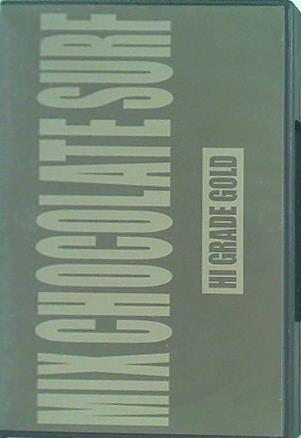 MIX CHOCOLATE SURF
HI GRADE GOLD